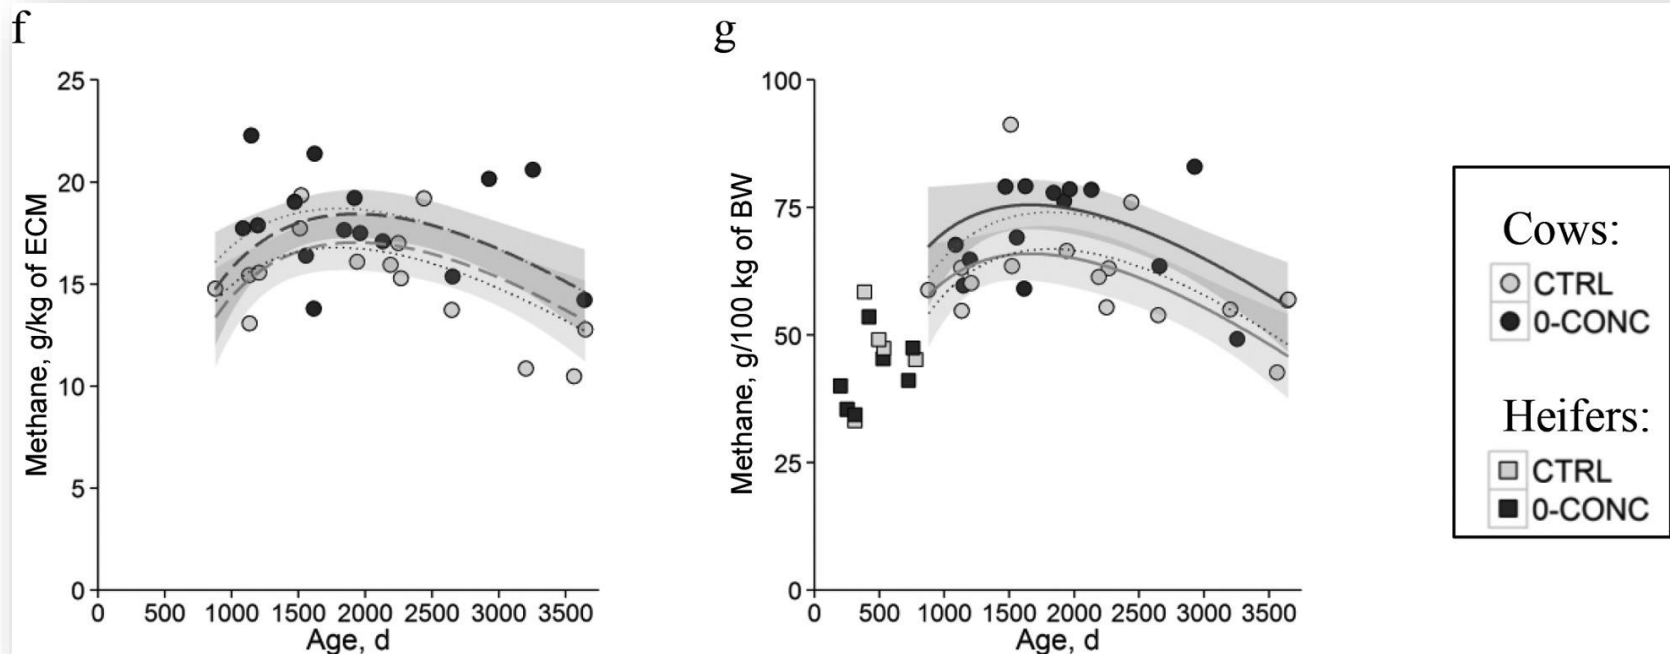 f
g
25
20
15
10
5
0
Methane, g/kg of ECM
0 500 1000 1500 2000 2500 3000 3500
Age, d
100
75
50
25
0
Methane, g/100 kg of BW
0 500 1000 1500 2000 2500 3000 3500
Age, d
Cows:
CTRL
0-CONC
Heifers:
CTRL
0-CONC